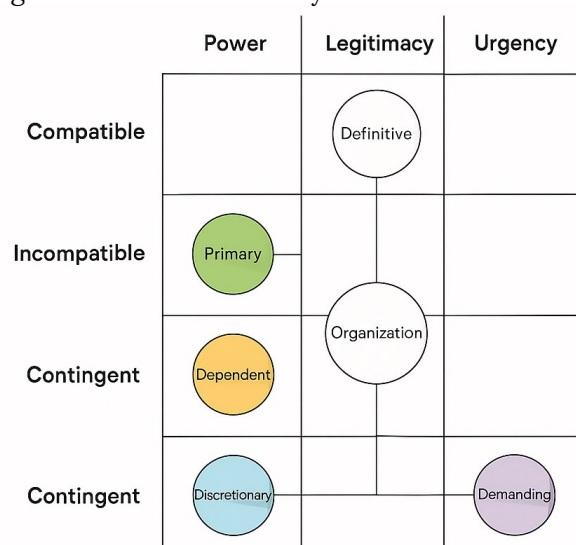 Power Legitimacy Urgency
Compatible Definitive
Incompatible Primary
Organization
Contingent Dependent
Contingent Discretionary Demanding